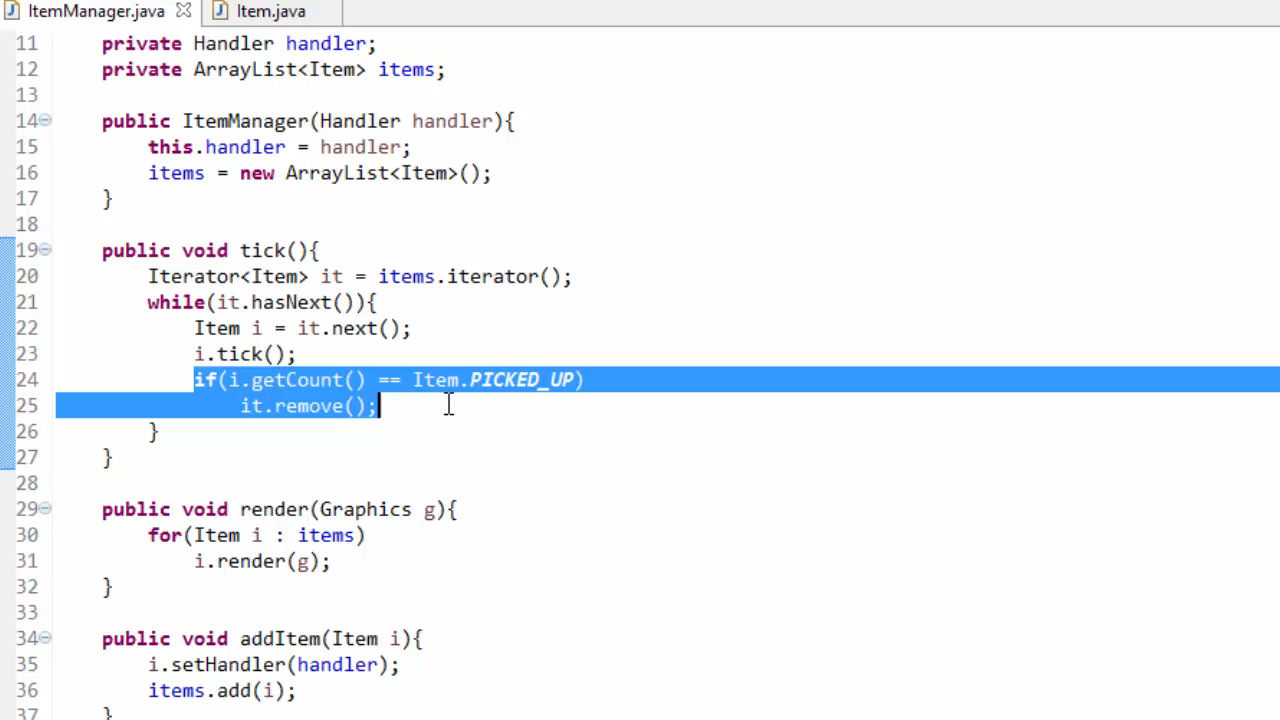 ItemManager.java Item.java
11 private Handler handler;
12 private ArrayList<Item> items;
13
14 public ItemManager(Handler handler){
15 this.handler = handler;
16 items = new ArrayList<Item>();
17 }
18
19 public void tick(){
20 Iterator<Item> it = items.iterator();
21 while(it.hasNext()){
22 Item i = it.next();
23 i.tick();
24 if(i.getCount() == Item.PICKED_UP)
25 it.remove();
26 }
27 }
28
29 public void render(Graphics g){
30 for(Item i : items)
31 i.render(g);
32 }
33
34 public void addItem(Item i){
35 i.setHandler(handler);
36 items.add(i);
37 }